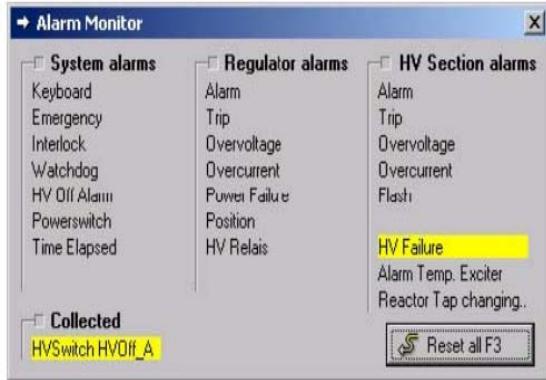 Alarm Monitor
System alarms
Keyboard
Emergency
Interlock
Watchdog
HV Off Alarm
Powerswitch
Time Elapsed
Regulator alarms
Alarm
Trip
Overvoltage
Overcurrent
Power Failure
Position
HV Relais
HV Section alarms
Alarm
Trip
Overvoltage
Overcurrent
Flash
HV Failure
Alarm Temp. Exciter
Reactor Tap changing..
Collected
HVSwitch HVOff_A
Reset all F3